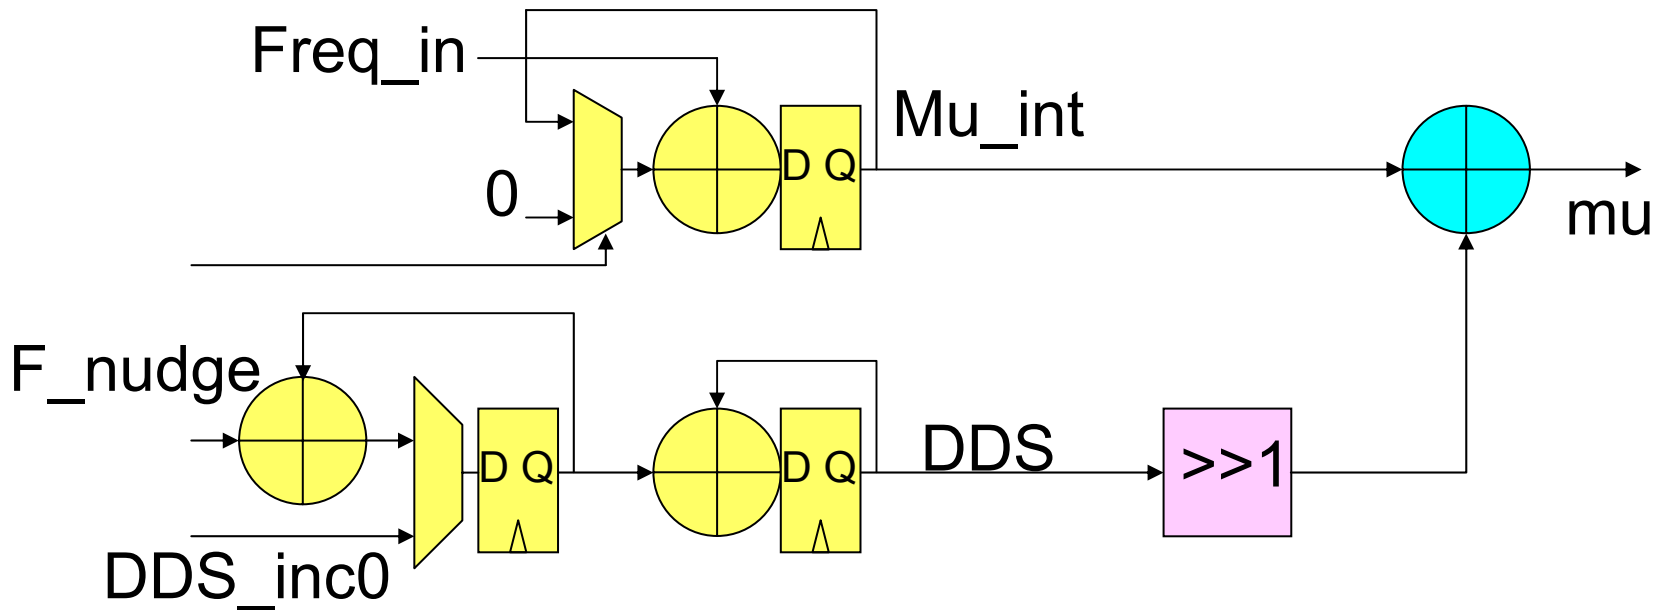 Freq_in
Mu_int
D Q
0
mu
F_nudge
D Q
D Q
DDS
>>1
DDS_inc0